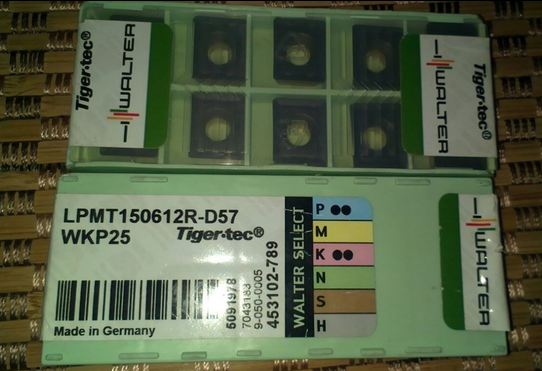 Tiger·tec®
WALTER
WALTER
Tiger·tec®
LPMT150612R-D57
WKP25
Tiger·tec®
Made in Germany
5091978
7043183
9-050-0005
453102-789
WALTER SELECT
P
M
K
N
S
H
WALTER